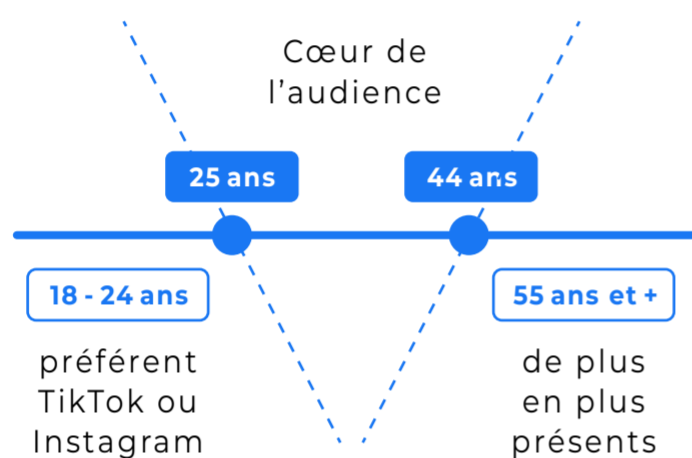 Cœur de
l'audience
25 ans
44 ans
18 - 24 ans
55 ans et +
préférent
TikTok ou
Instagram
de plus
en plus
présents